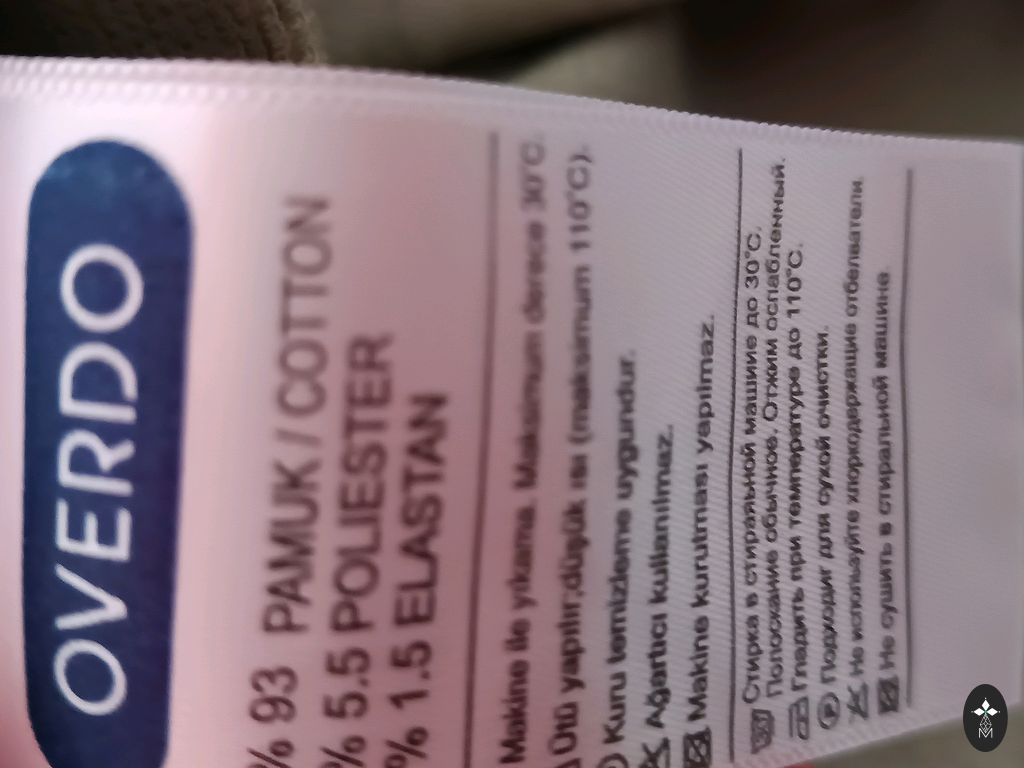 OVERDO
% 93 PAMUK / COTTON
% 5.5 POLIESTER
% 1.5 ELASTAN
Makine ile yıkama. Maksimum derece 30°C.
Ütü yapılır,düşük ısı (maksimum 110°C).
Kuru temizleme uygundur.
Ağartıcı kullanılmaz.
Makine kurutması yapılmaz.
Стирка в стиральной машине до 30°C.
Полоскание обычное. Отжим ослабленный.
Гладить при температуре до 110°C.
Подходит для сухой очистки.
Не используйте хлоркодержащие отбеватели.
Не сушить в стиральной машине.
M